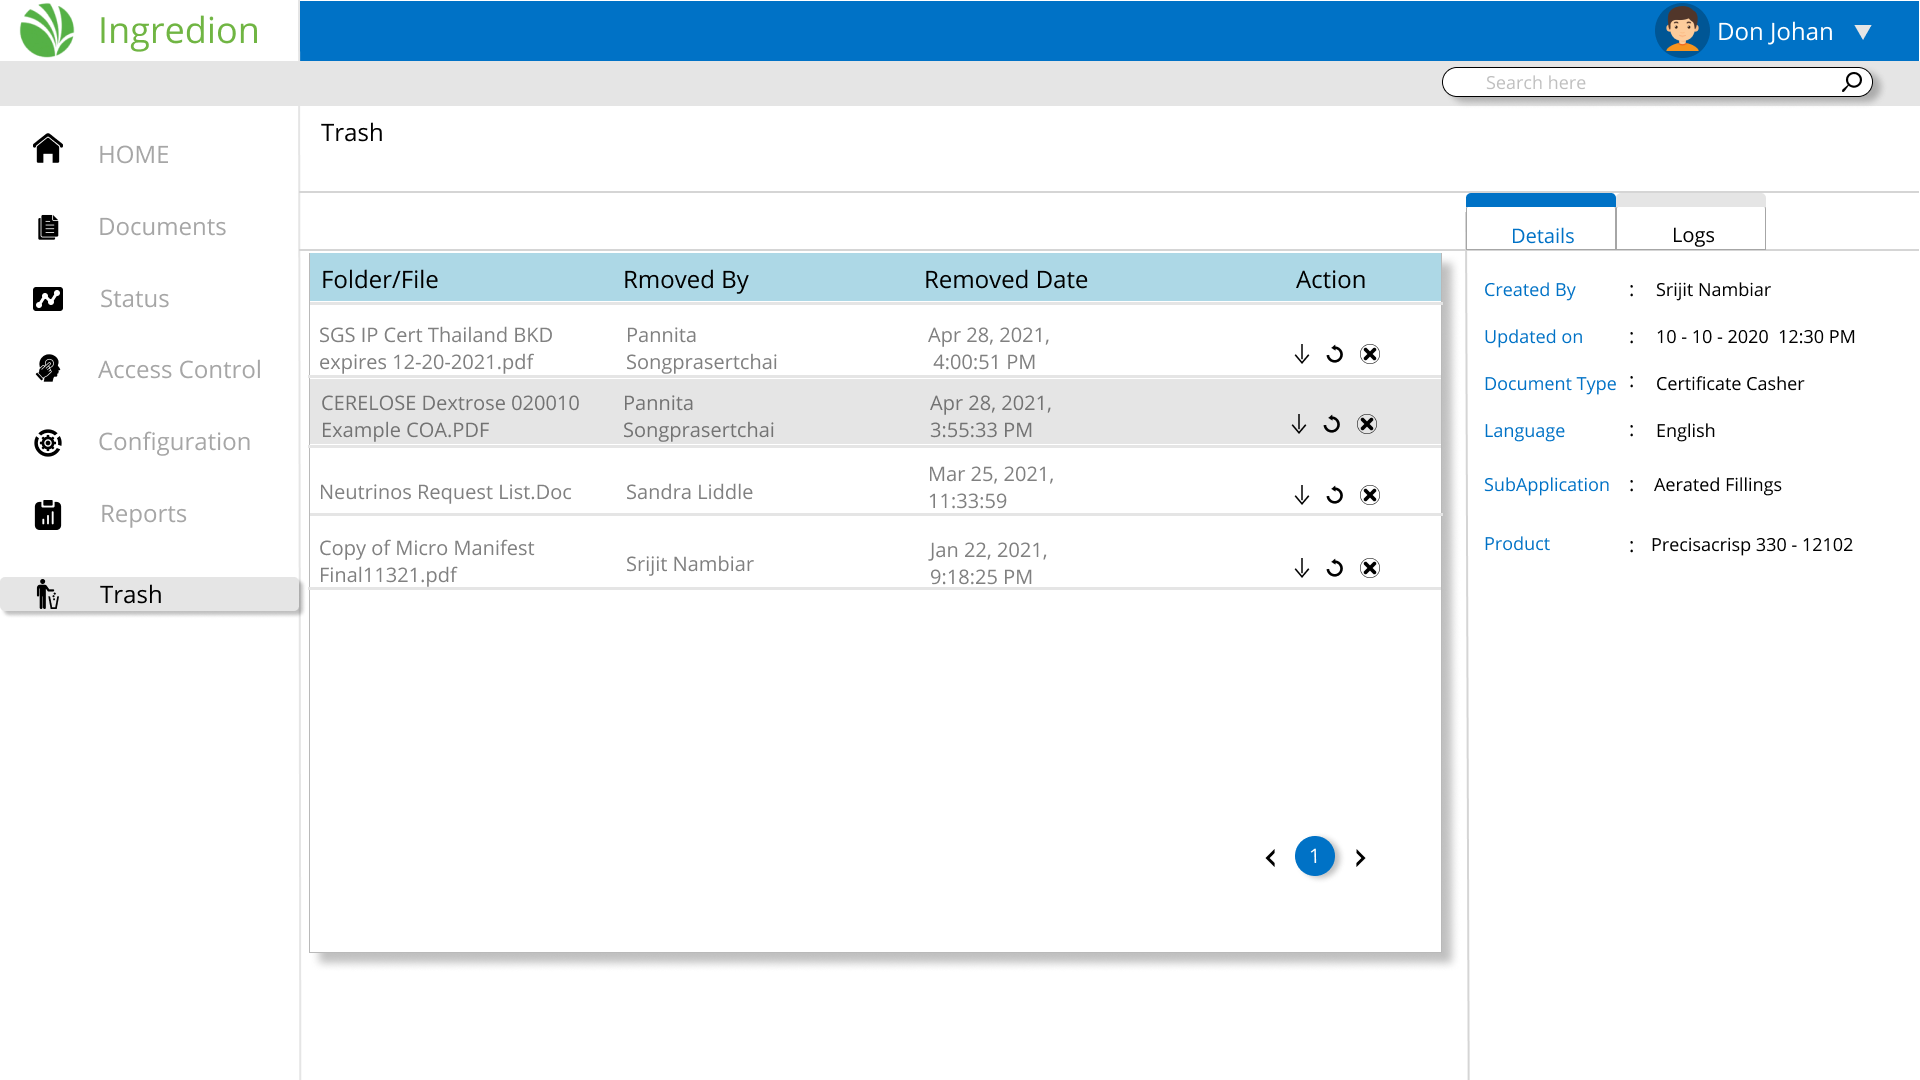 Ingredion
Don Johan
Search here
HOME
Documents
Status
Access Control
Configuration
Reports
Trash
Trash
Folder/File Rmoved By Removed Date Action
SGS IP Cert Thailand BKD
expires 12-20-2021.pdf
Pannita
Songprasertchai
Apr 28, 2021,
4:00:51 PM
CERELOSE Dextrose 020010
Example COA.PDF
Pannita
Songprasertchai
Apr 28, 2021,
3:55:33 PM
Neutrinos Request List.Doc
Sandra Liddle
Mar 25, 2021,
11:33:59
Copy of Micro Manifest
Final11321.pdf
Srijit Nambiar
Jan 22, 2021,
9:18:25 PM
1
Details Logs
Created By : Srijit Nambiar
Updated on : 10 - 10 - 2020 12:30 PM
Document Type : Certificate Casher
Language : English
SubApplication : Aerated Fillings
Product : Precisacrisp 330 - 12102